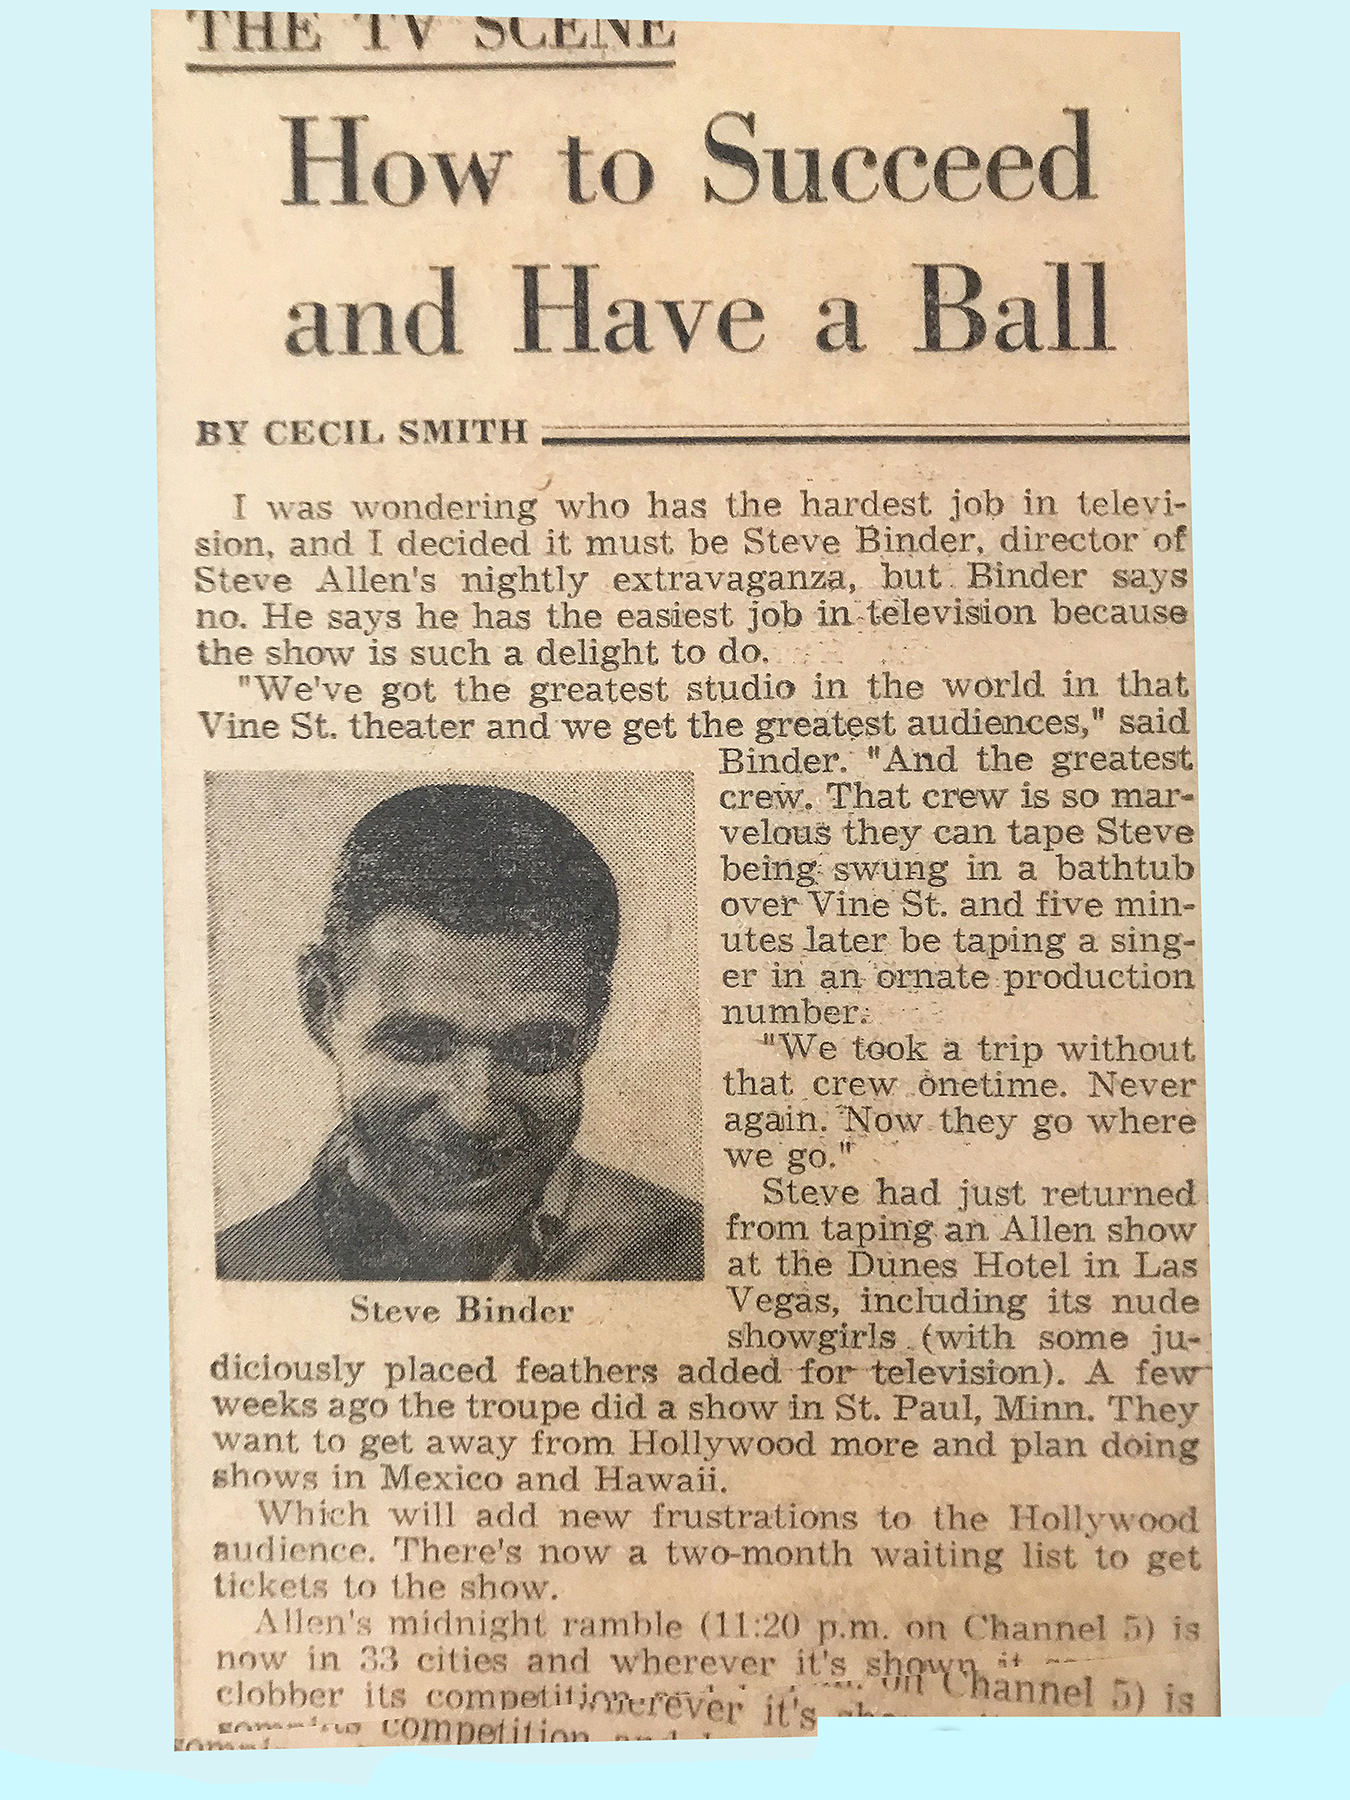 THE TV SCENE
How to Succeed
and Have a Ball
BY CECIL SMITH
I was wondering who has the hardest job in televi-
sion, and I decided it must be Steve Binder, director of
Steve Allen's nightly extravaganza, but Binder says
no. He says he has the easiest job in television because
the show is such a delight to do.
"We've got the greatest studio in the world in that
Vine St. theater and we get the greatest audiences," said
Binder. "And the greatest
crew. That crew is so mar-
velous they can tape Steve
being swung in a bathtub
over Vine St. and five min-
utes later be taping a sing-
er in an ornate production
number.
"We took a trip without
that crew onetime. Never
again. Now they go where
we go."
Steve had just returned
from taping an Allen show
at the Dunes Hotel in Las
Vegas, including its nude
showgirls (with some ju-
Steve Binder
diciously placed feathers added for television). A few
weeks ago the troupe did a show in St. Paul, Minn. They
want to get away from Hollywood more and plan doing
shows in Mexico and Hawaii.
Which will add new frustrations to the Hollywood
audience. There's now a two-month waiting list to get
tickets to the show.
Allen's midnight ramble (11:20 p.m. on Channel 5) is
now in 33 cities and wherever it's shown it
clobber its competition
on Channel 5) is
wherever it's
competition